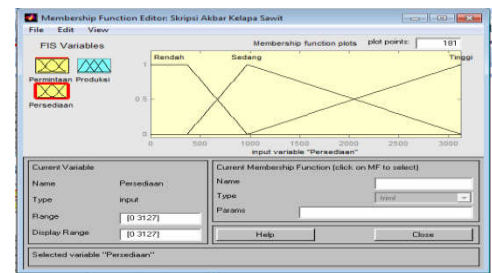 Membership Function Editor: Skripsi Akbar Kelapa Sawit
File Edit View
FIS Variables
Membership function plots plot points: 181
Permintaan Produksi
Persediaan
Rendah Sedang Tinggi
1
0.5
0
0 500 1000 1500 2000 2500 3000
input variable "Persediaan"
Current Variable
Name Persediaan
Type input
Range [0 3127]
Display Range [0 3127]
Current Membership Function (click on MF to select)
Name
Type trimf
Params
Help Close
Selected variable "Persediaan"